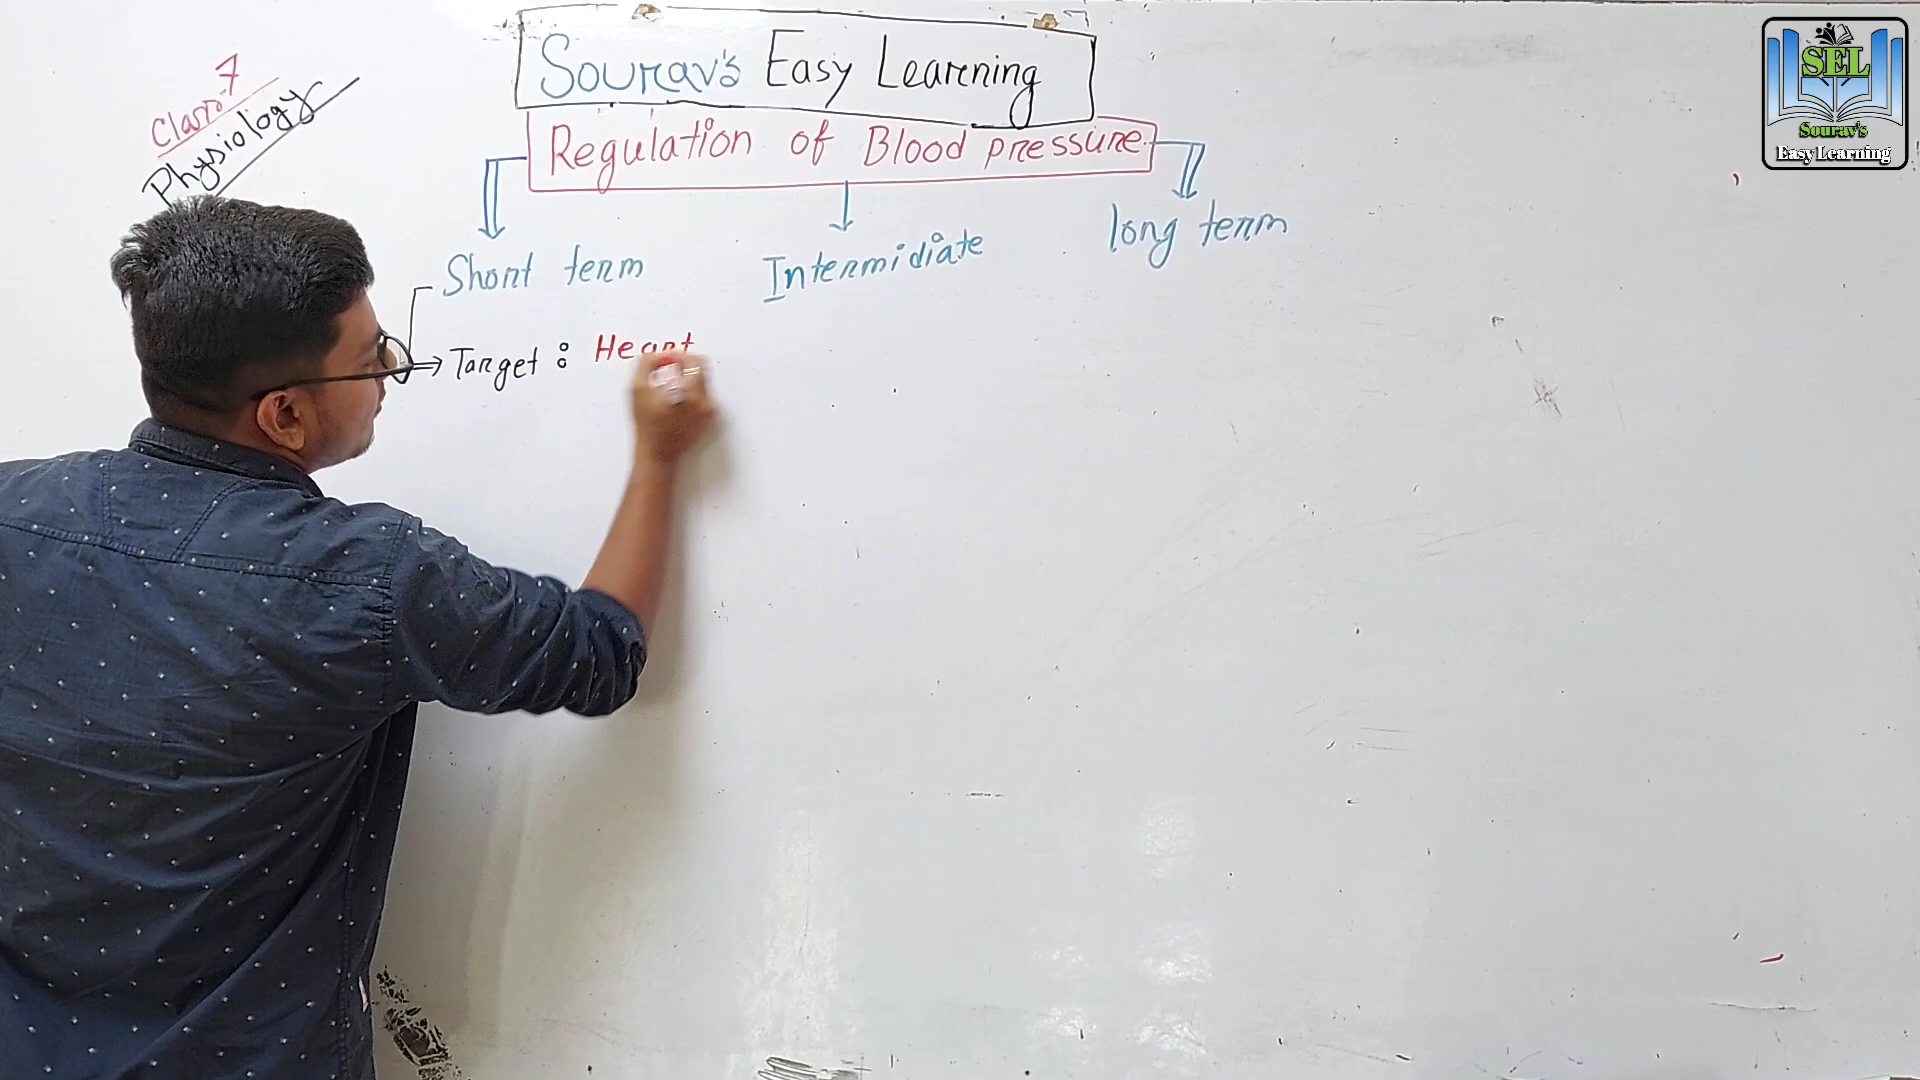 Class-7
Physiology
Sourav's Easy Learning
Regulation of Blood pressure
Short term
Intermidiate
long term
Target : Heart
SEL
Sourav's
Easy Learning